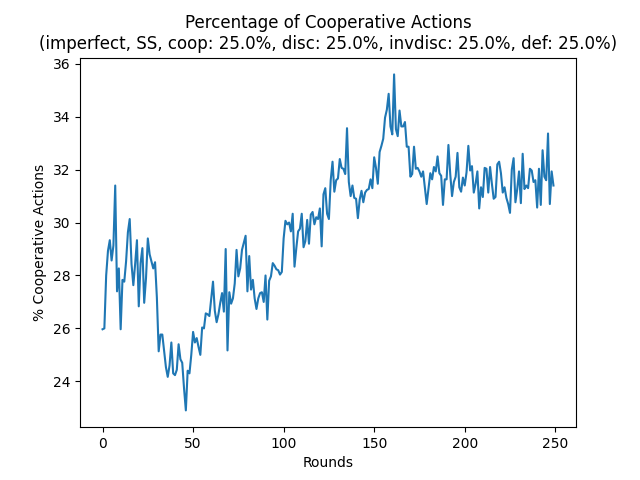 Percentage of Cooperative Actions
(imperfect, SS, coop: 25.0%, disc: 25.0%, invdisc: 25.0%, def: 25.0%)
36
34
32
30
28
26
24
% Cooperative Actions
0 50 100 150 200 250
Rounds